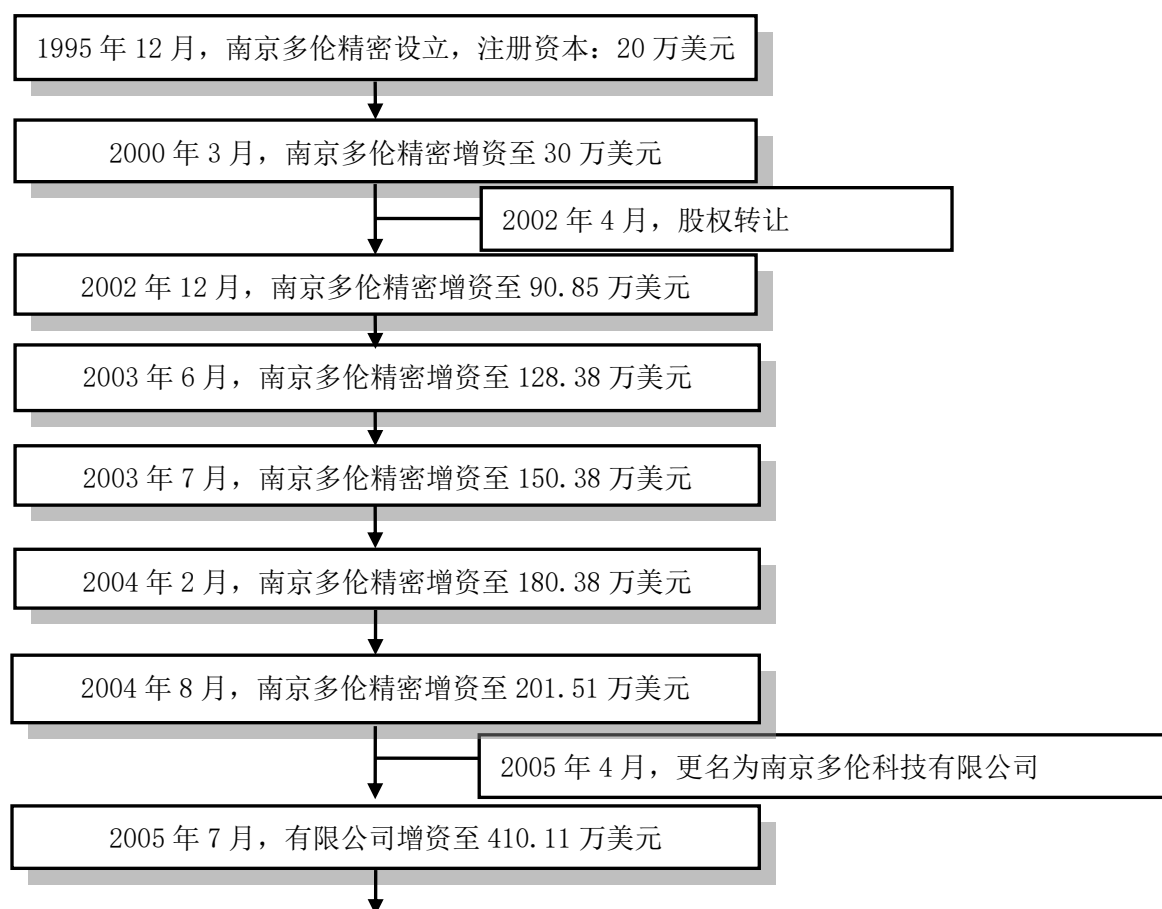 1995 年 12 月，南京多伦精密设立，注册资本：20 万美元
2000 年 3 月，南京多伦精密增资至 30 万美元
2002 年 4 月，股权转让
2002 年 12 月，南京多伦精密增资至 90.85 万美元
2003 年 6 月，南京多伦精密增资至 128.38 万美元
2003 年 7 月，南京多伦精密增资至 150.38 万美元
2004 年 2 月，南京多伦精密增资至 180.38 万美元
2004 年 8 月，南京多伦精密增资至 201.51 万美元
2005 年 4 月，更名为南京多伦科技有限公司
2005 年 7 月，有限公司增资至 410.11 万美元